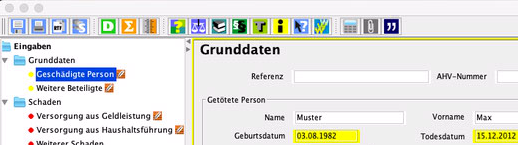 RTF D Σ T i
Eingaben
Grunddaten
Geschädigte Person
Weitere Beteiligte
Schaden
Versorgung aus Geldleistung
Versorgung aus Haushaltsführung
Weiterer Schaden
Grunddaten
Referenz AHV-Nummer
Getötete Person
Name Muster Vorname Max
Geburtsdatum 03.08.1982 Todesdatum 15.12.2012